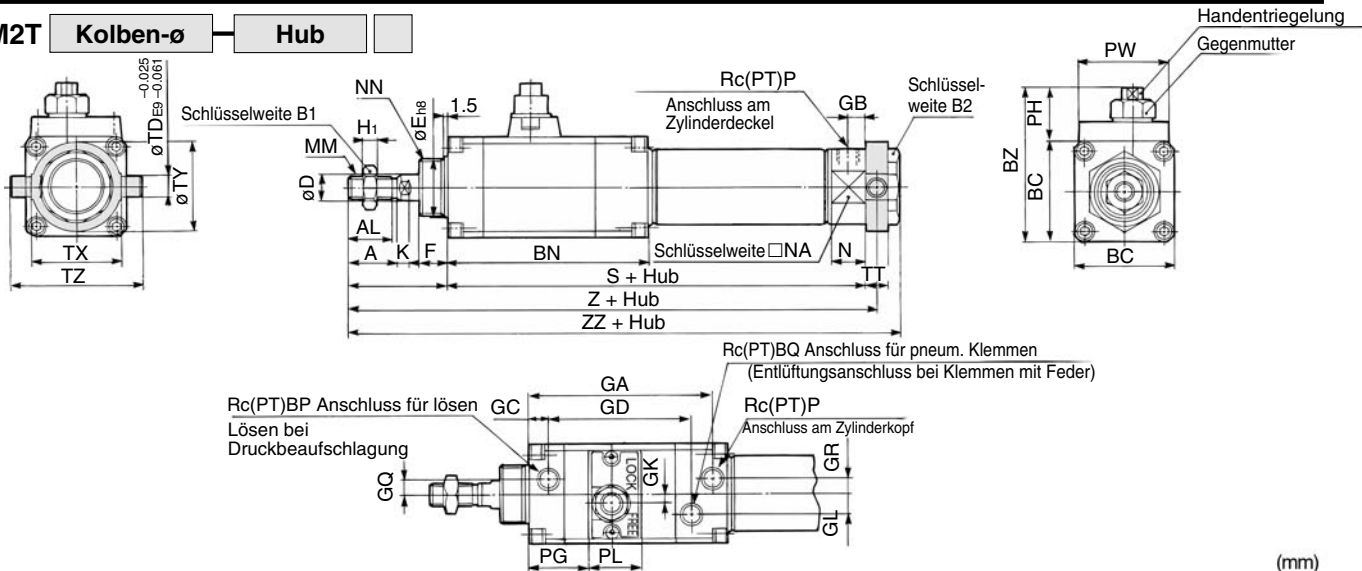 M2T Kolben-ø Hub
Handentriegelung
Gegenmutter
PW
PH
BZ
BC
BC
øTD E9 -0.025 -0.061
øTY
TX
TZ
Schlüsselweite B1
NN
øEh8
1.5
H1
MM
øD
AL
A
K
F
BN
Rc(PT)P
Anschluss am
Zylinderdeckel
GB
Schlüssel-
weite B2
Schlüsselweite □NA
N
TT
S + Hub
Z + Hub
ZZ + Hub
Rc(PT)BQ Anschluss für pneum. Klemmen
(Entlüftungsanschluss bei Klemmen mit Feder)
Rc(PT)BP Anschluss für lösen
Lösen bei
Druckbeaufschlagung
GA
GC
GD
Rc(PT)P
Anschluss am Zylinderkopf
GQ
LOCK
FREE
GK
GR
GL
PG
PL
(mm)